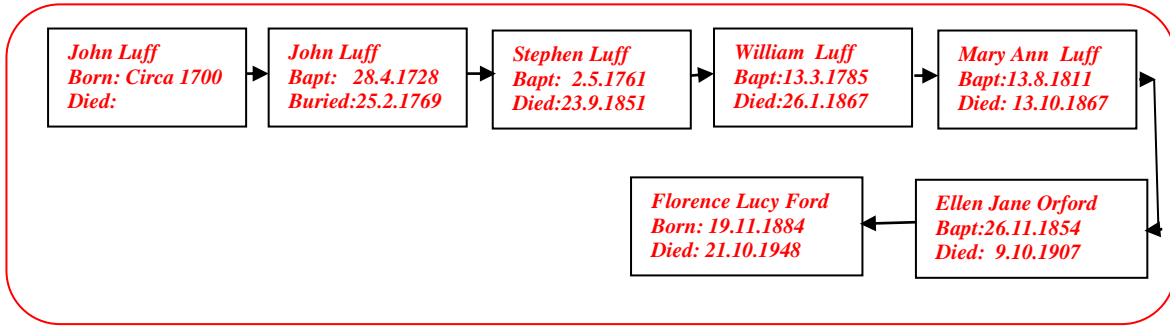 John Luff
Born: Circa 1700
Died:
John Luff
Bapt: 28.4.1728
Buried:25.2.1769
Stephen Luff
Bapt: 2.5.1761
Died:23.9.1851
William Luff
Bapt:13.3.1785
Died:26.1.1867
Mary Ann Luff
Bapt:13.8.1811
Died: 13.10.1867
Florence Lucy Ford
Born: 19.11.1884
Died: 21.10.1948
Ellen Jane Orford
Bapt:26.11.1854
Died: 9.10.1907